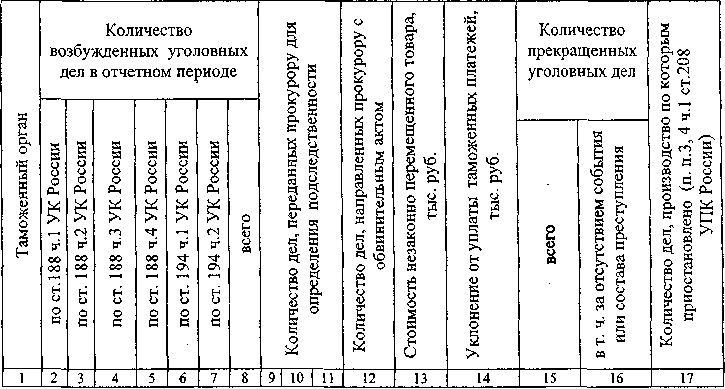 Таможенный орган
Количество
возбужденных уголовных
дел в отчетном периоде
по ст. 188 ч.1 УК России
по ст. 188 ч.2 УК России
по ст. 188 ч.3 УК России
по ст. 188 ч.4 УК России
по ст. 194 ч.1 УК России
по ст. 194 ч.2 УК России
всего
Количество дел, переданных прокурору для
определения подследственности
Количество дел, направленных прокурору с
обвинительным актом
Стоимость незаконно перемещенного товара,
тыс. руб.
Уклонение от уплаты таможенных платежей,
тыс. руб.
Количество
прекращенных
уголовных дел
всего
в т. ч. за отсутствием события
или состава преступления
Количество дел, производство по которым
приостановлено (п. п.3, 4 ч.1 ст.208
УПК России)
1 2 3 4 5 6 7 8 9 10 11 12 13 14 15 16 17